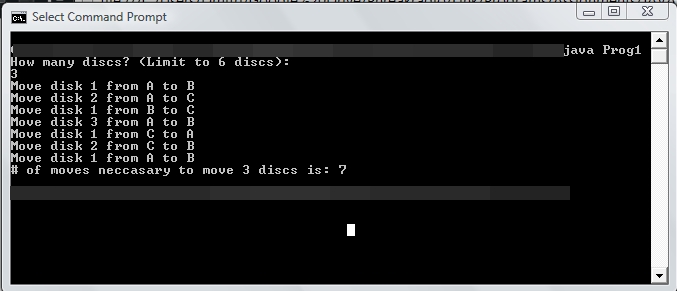 Select Command Prompt
java Prog1
How many discs? (Limit to 6 discs):
3
Move disk 1 from A to B
Move disk 2 from A to C
Move disk 1 from B to C
Move disk 3 from A to B
Move disk 1 from C to A
Move disk 2 from C to B
Move disk 1 from A to B
# of moves neccasary to move 3 discs is: 7